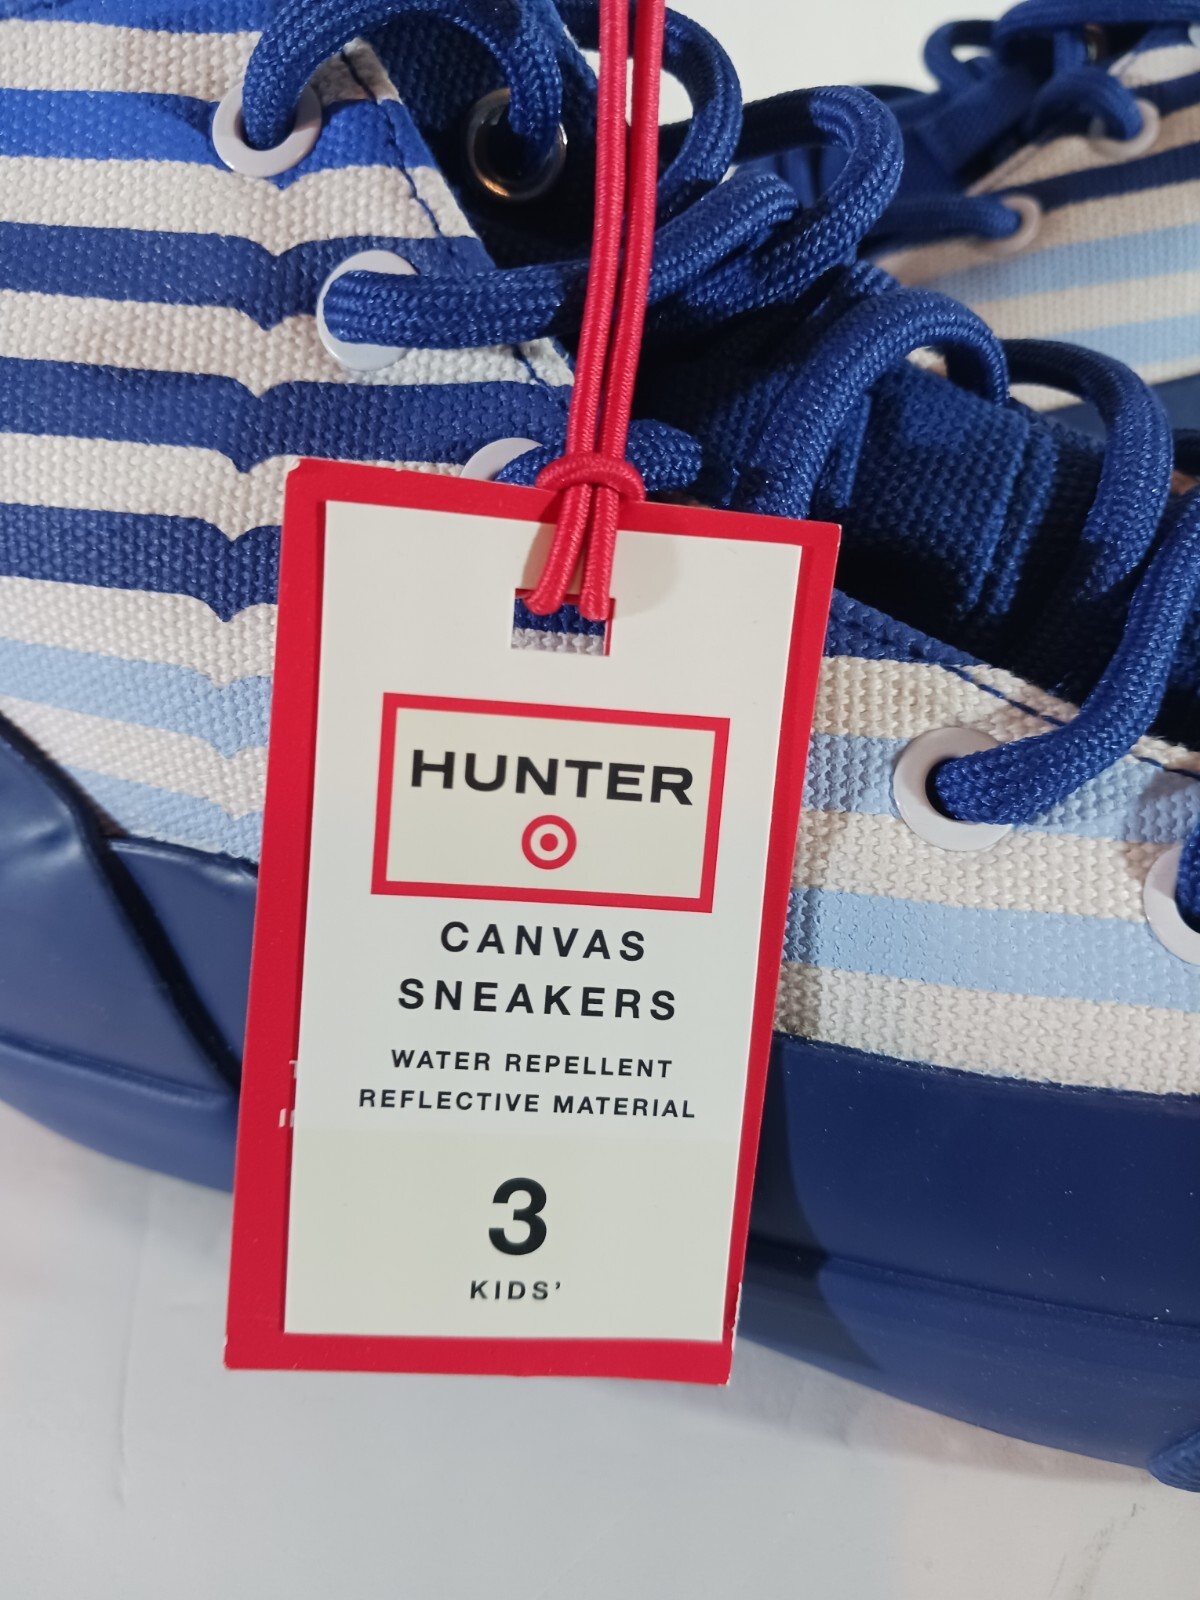 HUNTER
CANVAS
SNEAKERS
WATER REPELLENT
REFLECTIVE MATERIAL
3
KIDS'